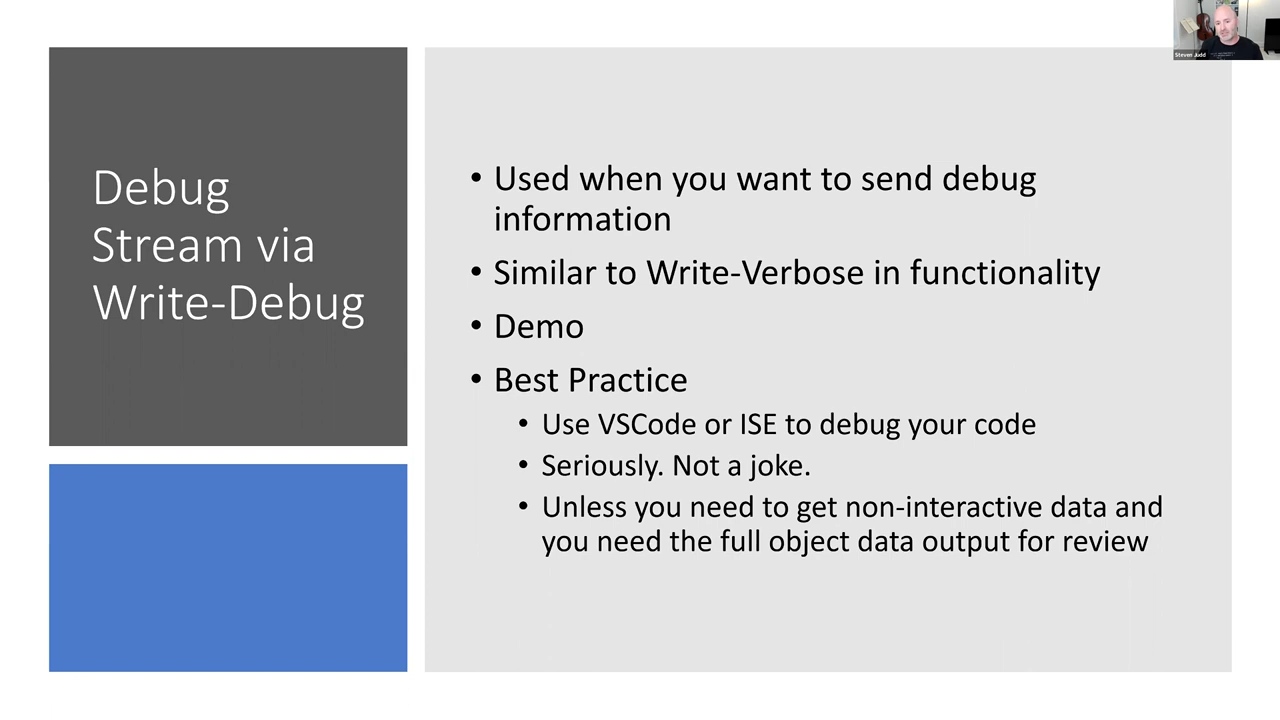 Steven Judd
Debug
Stream via
Write-Debug
• Used when you want to send debug
information
• Similar to Write-Verbose in functionality
• Demo
• Best Practice
• Use VSCode or ISE to debug your code
• Seriously. Not a joke.
• Unless you need to get non-interactive data and
you need the full object data output for review